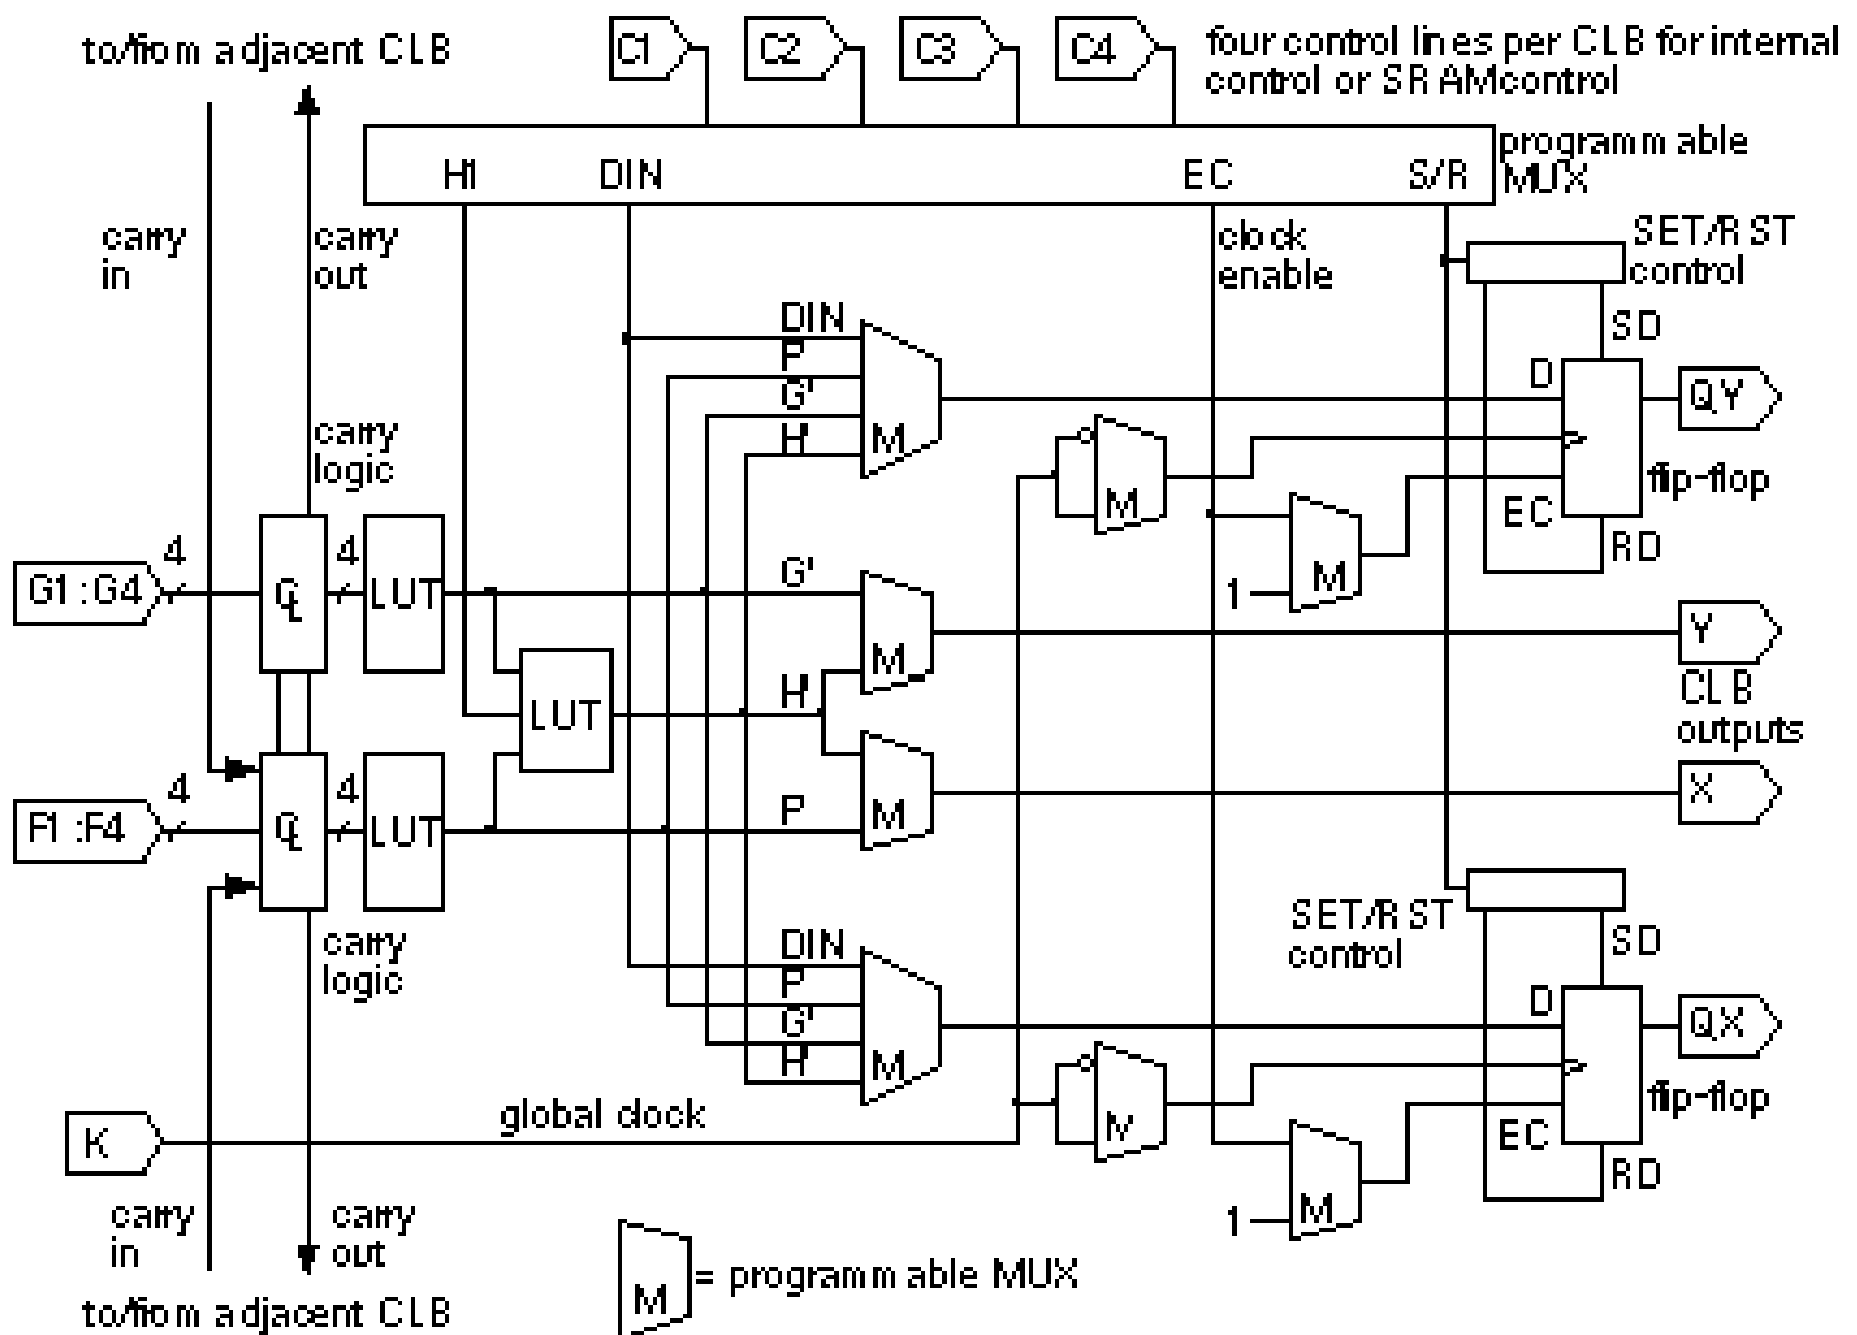 to/from adjacent CLB
C1
C2
C3
C4
four control lines per CLB for internal
control or SRAM control
programmable
MUX
H1
DIN
EC
S/R
carry
in
carry
out
clock
enable
SET/RST
control
SD
DIN
F'
G'
H'
M
D
QY
carry
logic
M
flip-flop
EC
RD
4
4
G1:G4
CL
LUT
G'
M
1
M
Y
CLB
outputs
LUT
H'
X
4
4
F1:F4
CL
LUT
F'
M
SET/RST
control
SD
carry
logic
DIN
F'
G'
H'
M
D
QX
M
flip-flop
EC
RD
K
global clock
1
M
carry
in
carry
out
M
= programmable MUX
to/from adjacent CLB